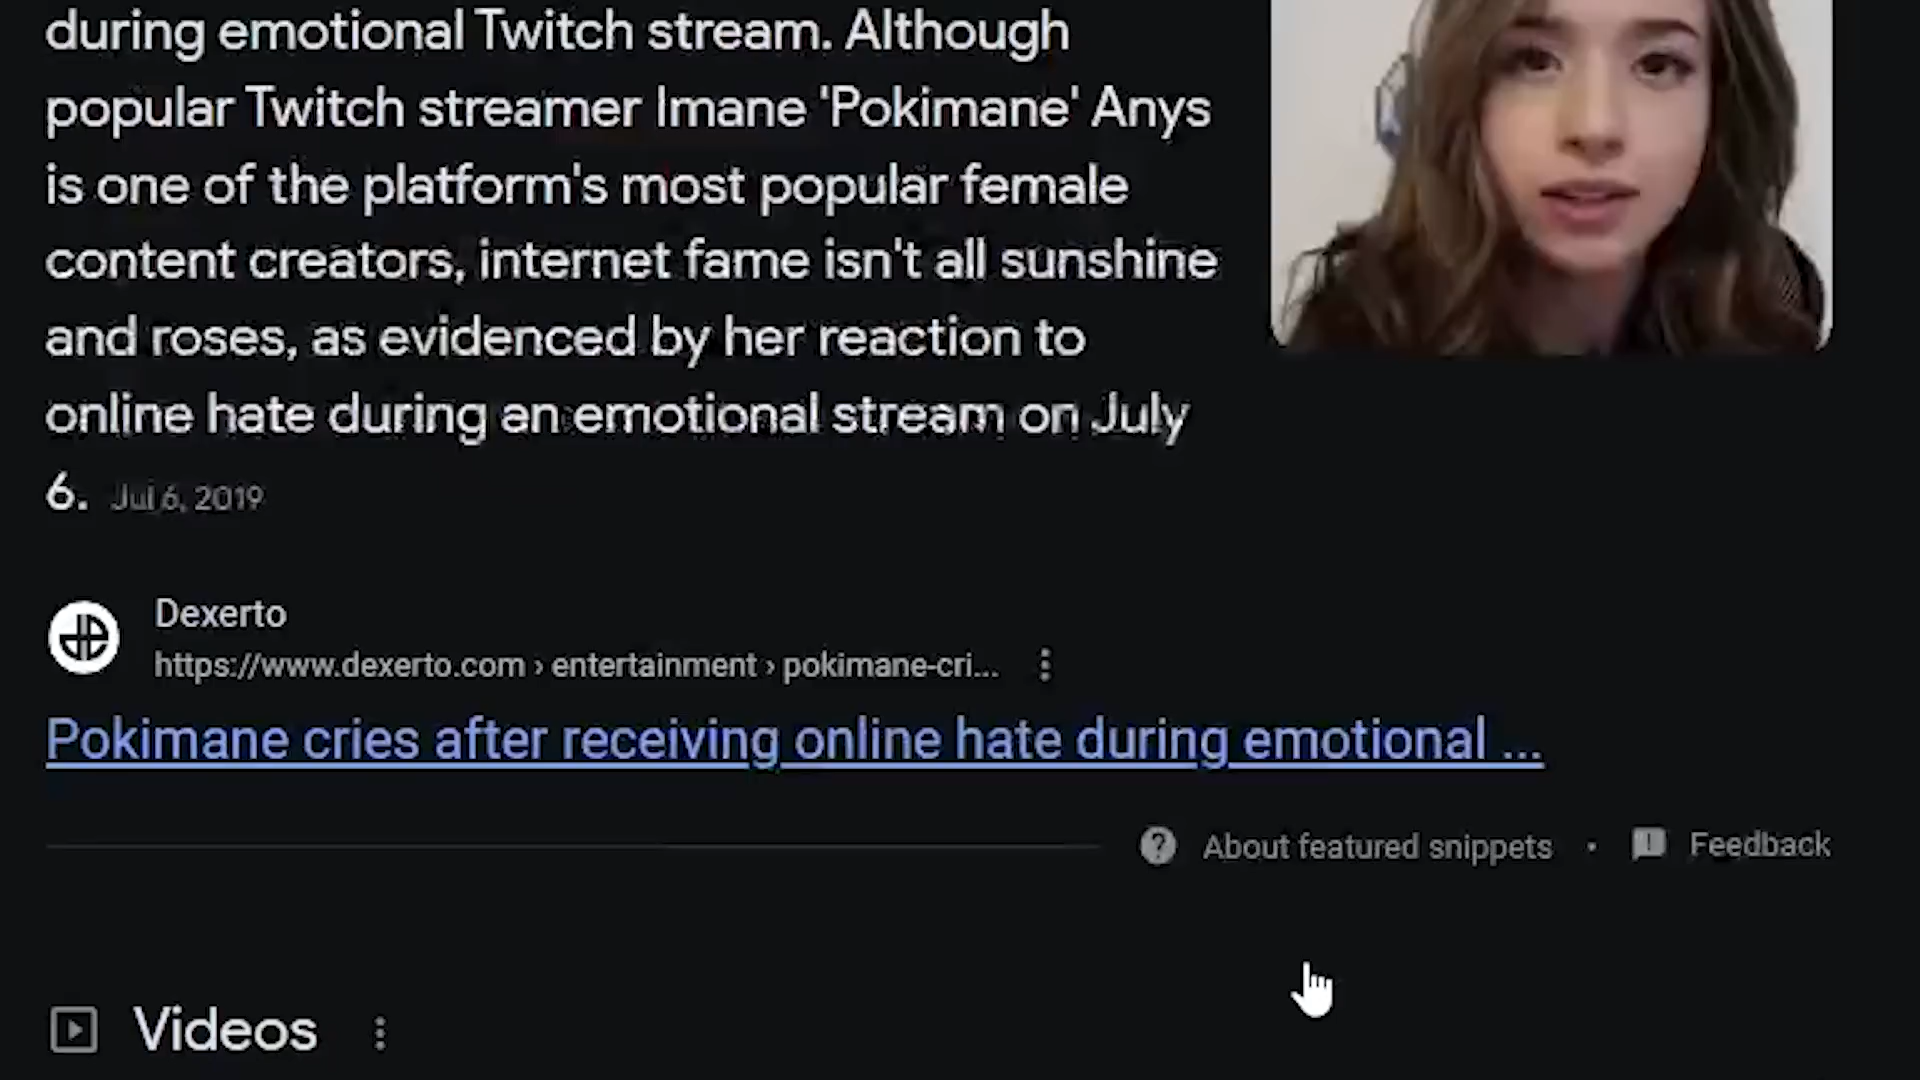 during emotional Twitch stream. Although
popular Twitch streamer Imane 'Pokimane' Anys
is one of the platform's most popular female
content creators, internet fame isn't all sunshine
and roses, as evidenced by her reaction to
online hate during an emotional stream on July
6. Jul 6, 2019
Dexerto
https://www.dexerto.com › entertainment › pokimane-cri...
Pokimane cries after receiving online hate during emotional ...
About featured snippets · Feedback
Videos